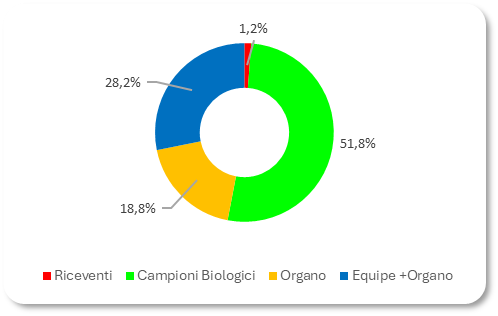 1,2%
28,2%
51,8%
18,8%
Riceventi Campioni Biologici Organo Equipe +Organo